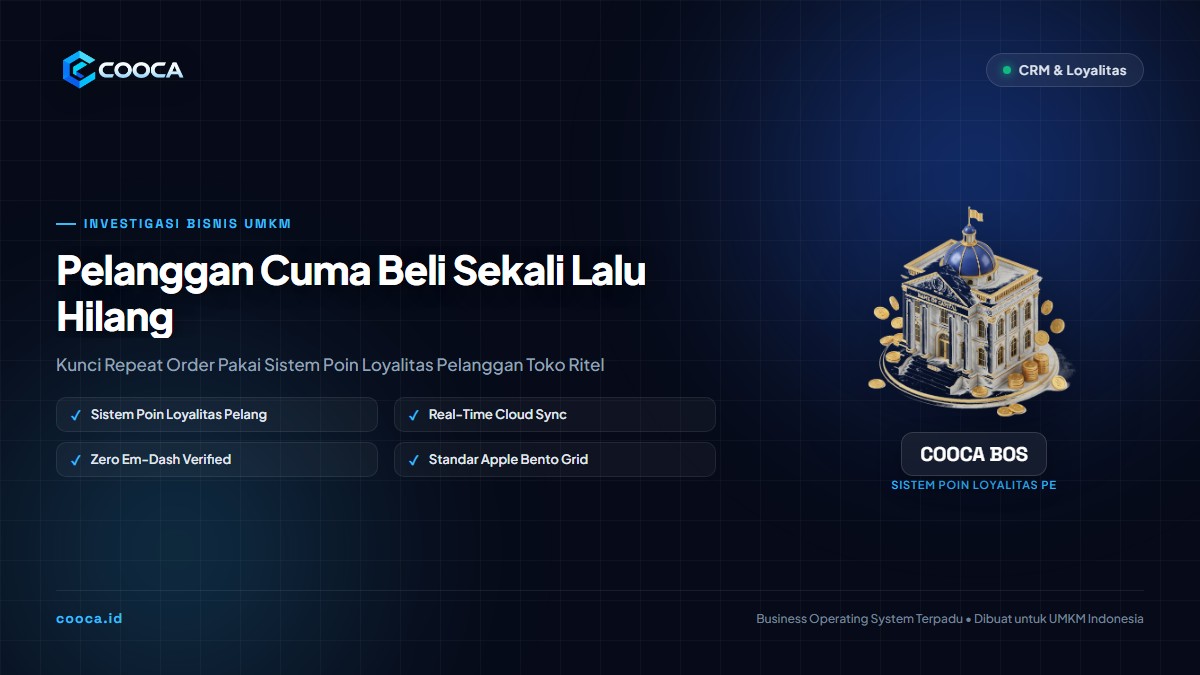 COOCA
CRM & Loyalitas
INVESTIGASI BISNIS UMKM
Pelanggan Cuma Beli Sekali Lalu
Hilang
Kunci Repeat Order Pakai Sistem Poin Loyalitas Pelanggan Toko Ritel
✓ Sistem Poin Loyalitas Pelang
✓ Real-Time Cloud Sync
✓ Zero Em-Dash Verified
✓ Standar Apple Bento Grid
COOCA BOS
SISTEM POIN LOYALITAS PE
cooca.id
Business Operating System Terpadu • Dibuat untuk UMKM Indonesia